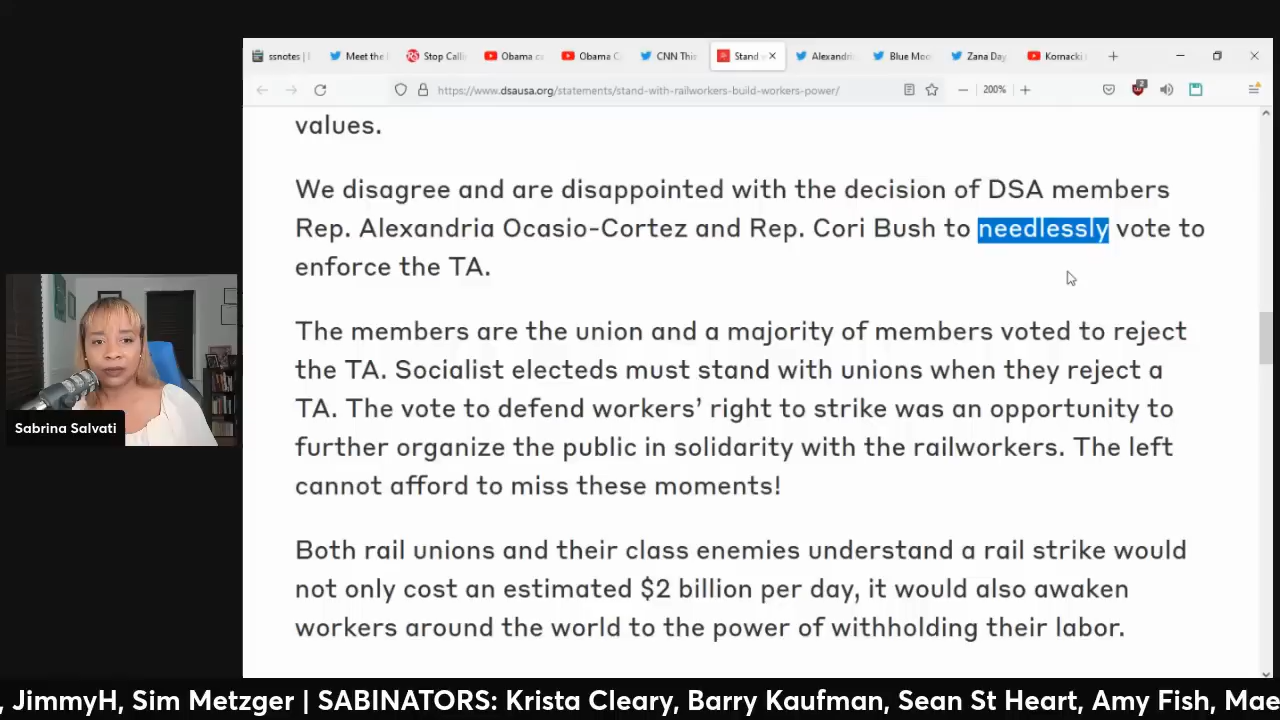 ssnotes |
Meet the
Stop Calli
Obama ca
Obama C
CNN This
Stand
Alexandri
Blue Moo
Zana Day
Kornacki
https://www.dsausa.org/statements/stand-with-railworkers-build-workers-power/
200%
2
values.
We disagree and are disappointed with the decision of DSA members
Rep. Alexandria Ocasio-Cortez and Rep. Cori Bush to needlessly vote to
enforce the TA.
The members are the union and a majority of members voted to reject
the TA. Socialist electeds must stand with unions when they reject a
TA. The vote to defend workers’ right to strike was an opportunity to
further organize the public in solidarity with the railworkers. The left
cannot afford to miss these moments!
Both rail unions and their class enemies understand a rail strike would
not only cost an estimated $2 billion per day, it would also awaken
workers around the world to the power of withholding their labor.
Sabrina Salvati
, JimmyH, Sim Metzger | SABINATORS: Krista Cleary, Barry Kaufman, Sean St Heart, Amy Fish, Mae